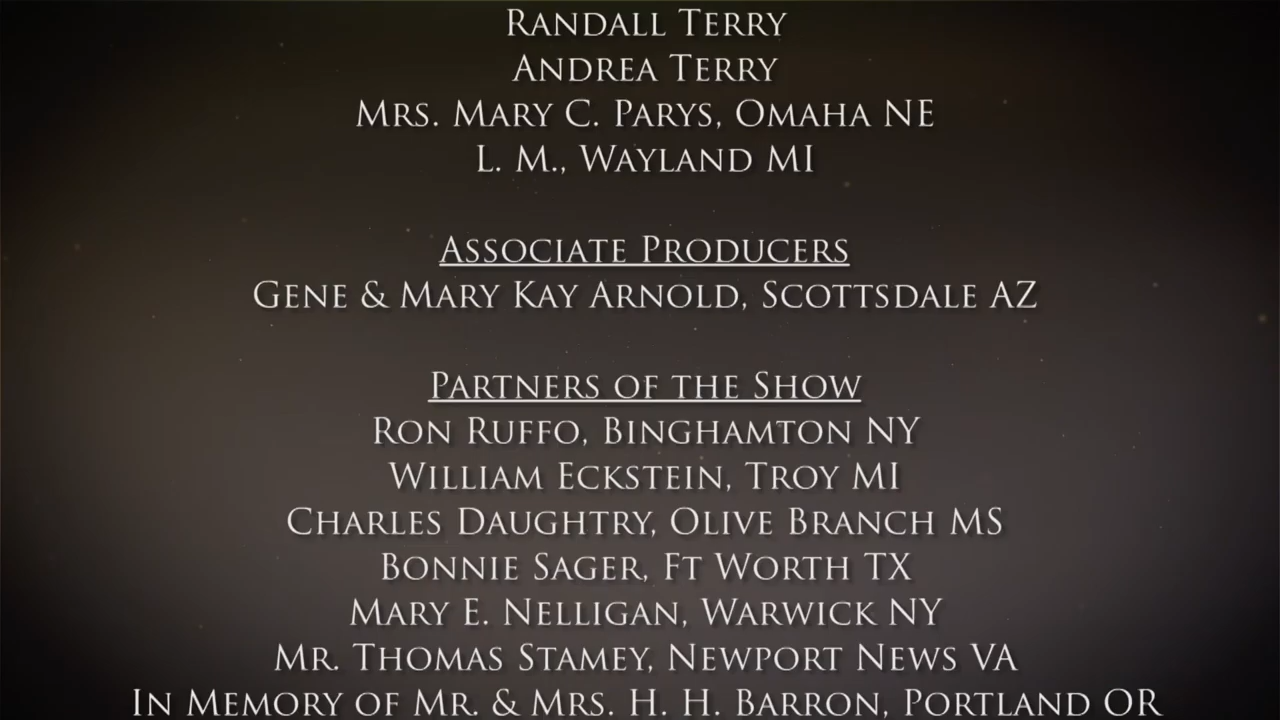 Randall Terry
Andrea Terry
Mrs. Mary C. Parys, Omaha NE
L. M., Wayland MI
Associate Producers
Gene & Mary Kay Arnold, Scottsdale AZ
Partners of the Show
Ron Ruffo, Binghamton NY
William Eckstein, Troy MI
Charles Daughtry, Olive Branch MS
Bonnie Sager, Ft Worth TX
Mary E. Nelligan, Warwick NY
Mr. Thomas Stamey, Newport News VA
In Memory of Mr. & Mrs. H. H. Barron, Portland OR